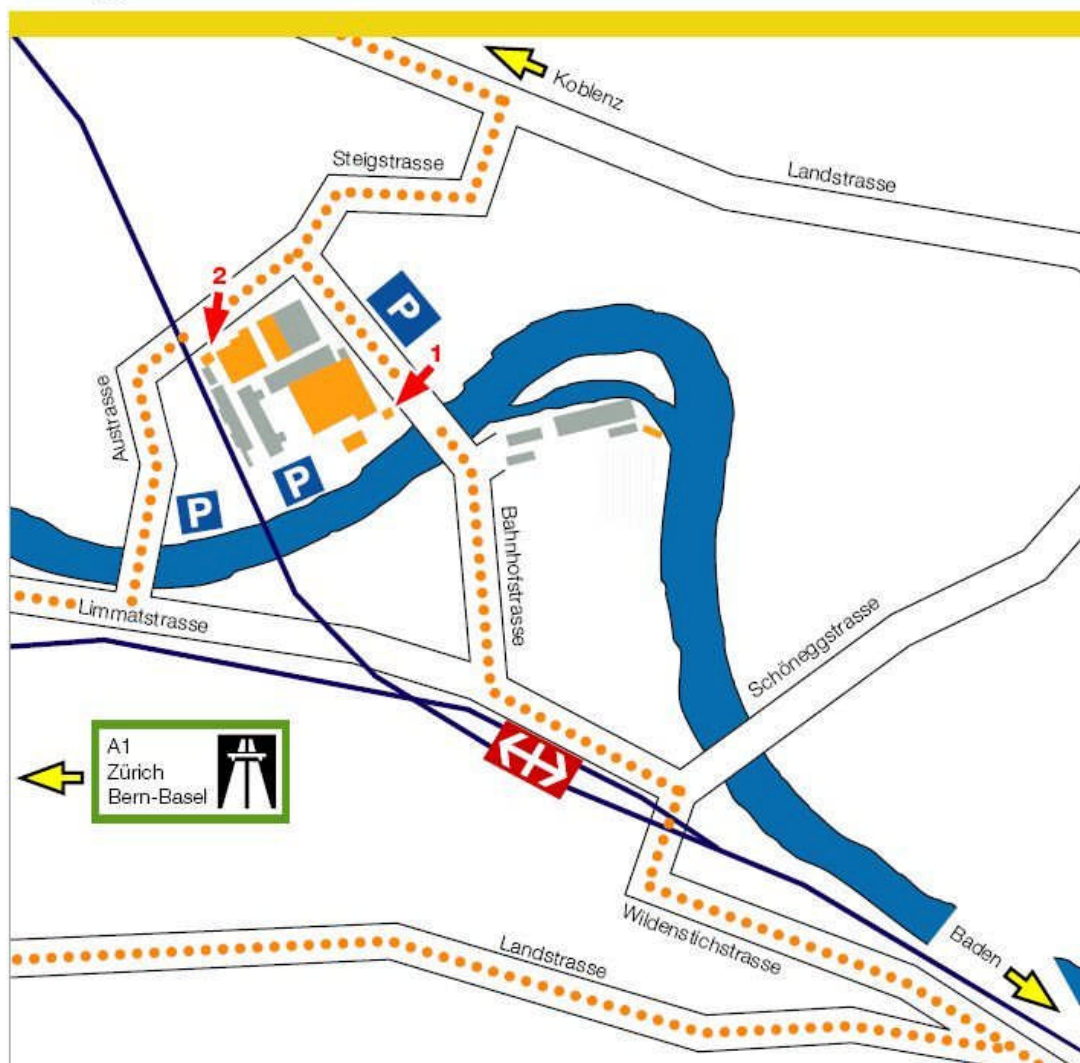 Koblenz
Steigstrasse
Landstrasse
2
P
1
Austrasse
P
P
Bahnhofstrasse
Limmatstrasse
Schöneggstrasse
A1
Zürich
Bern-Basel
Wildenstichstrasse
Baden
Landstrasse